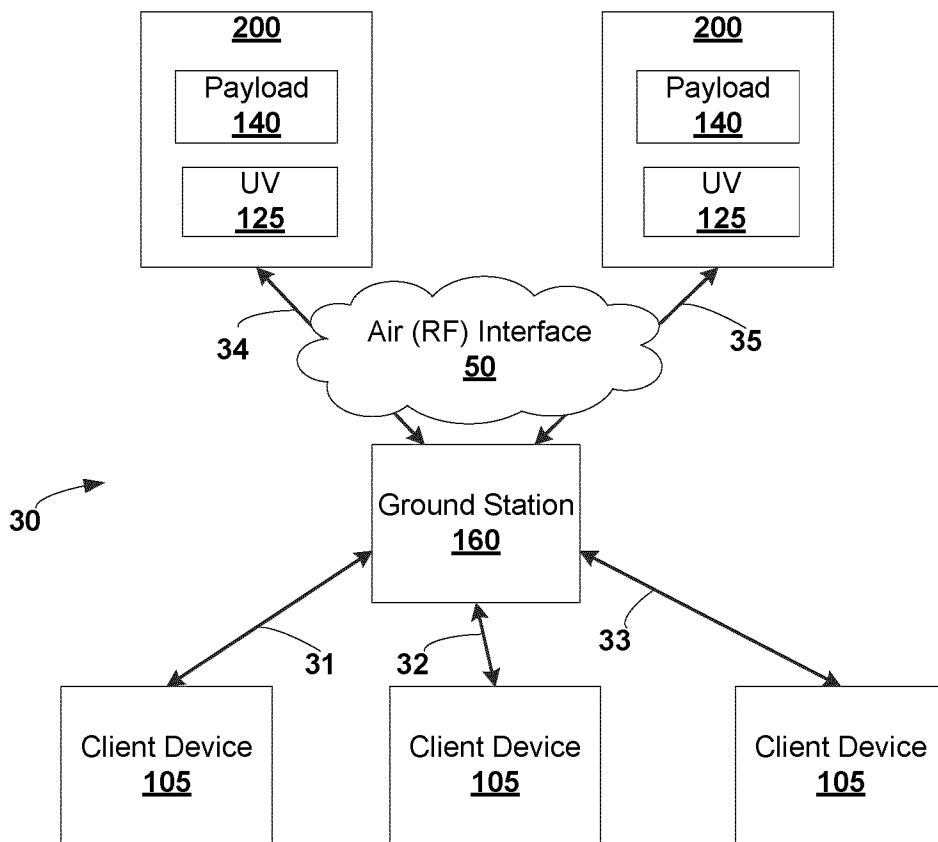 200
200
Payload
140
Payload
140
UV
125
UV
125
34
Air (RF) Interface
50
35
30
Ground Station
160
31
32
33
Client Device
105
Client Device
105
Client Device
105